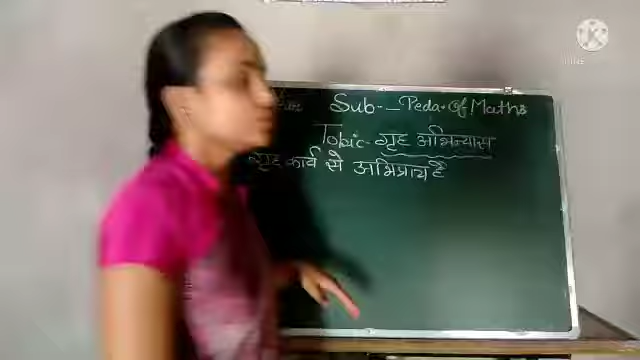 Sub- Peda. Of Maths
Topic- गृह अभिन्यास
गृह कार्य से अभिप्राय है